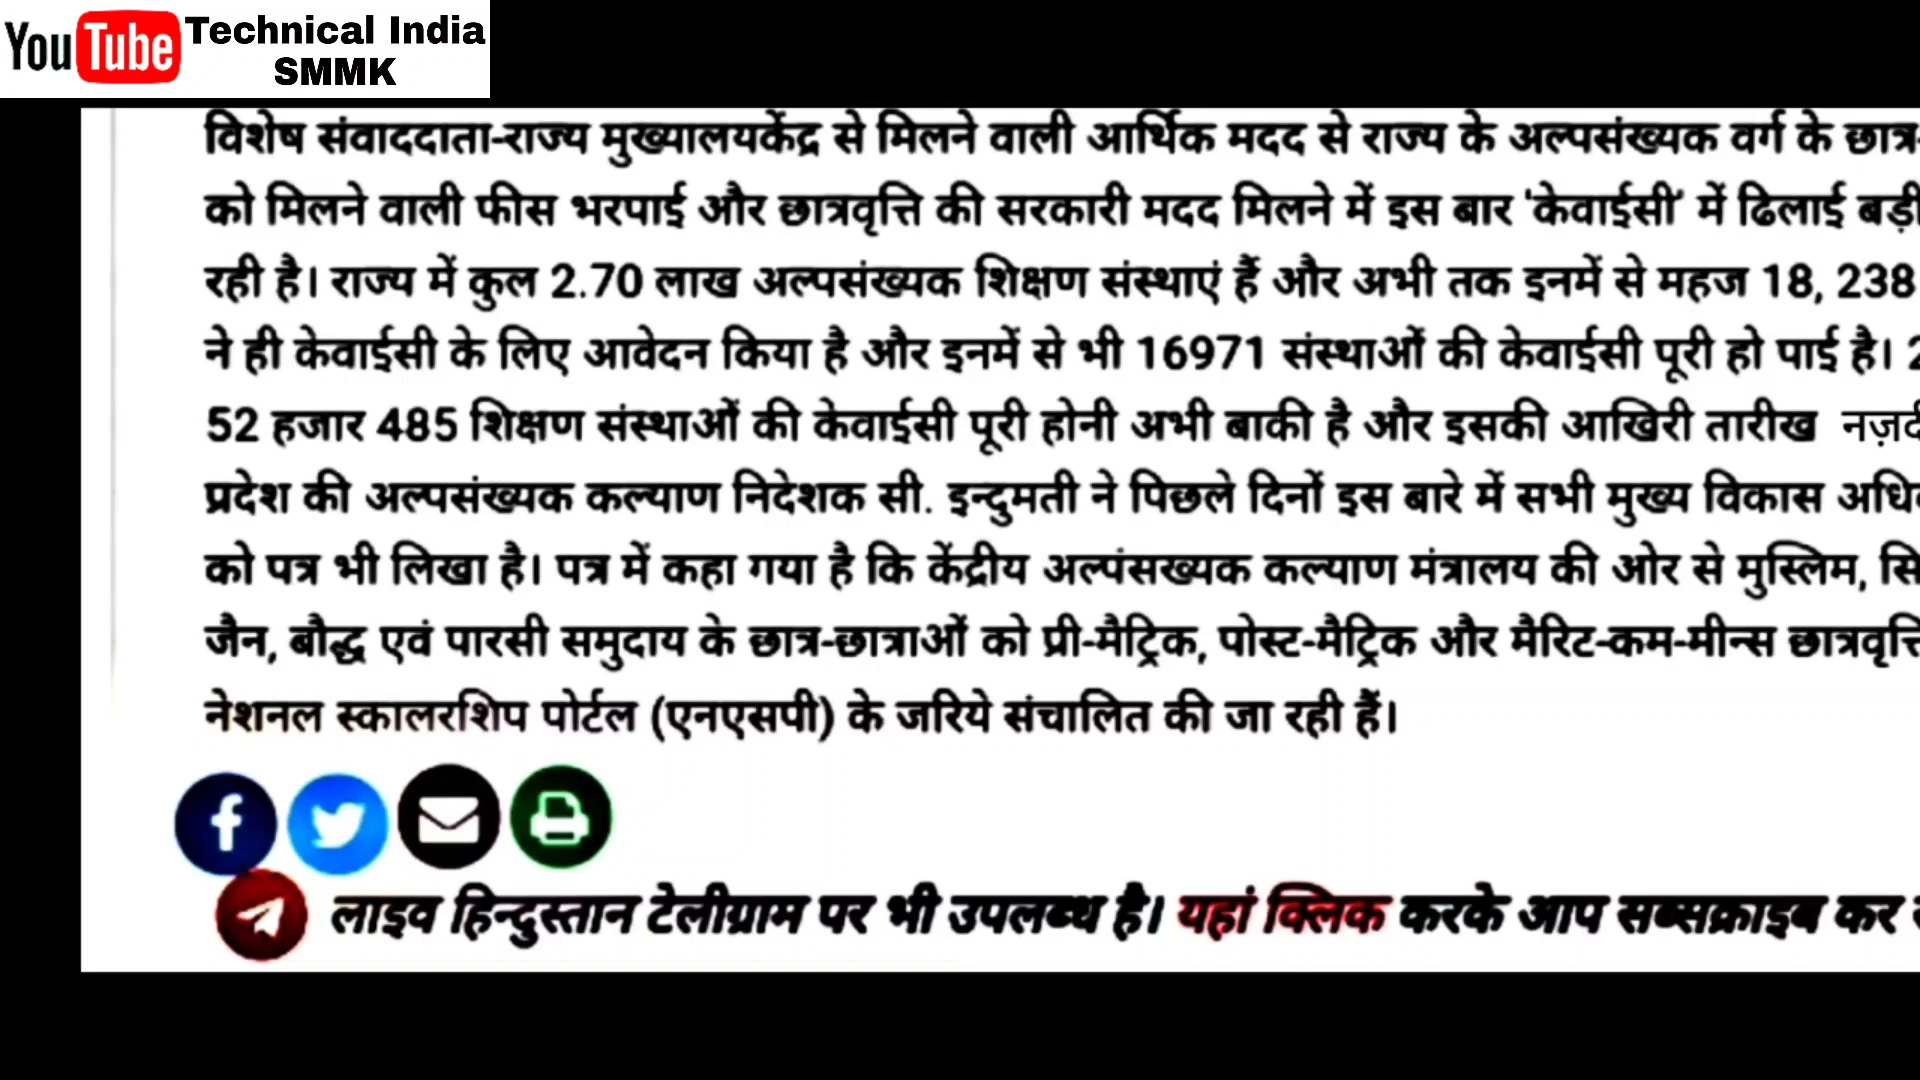 YouTube Technical India
SMMK
विशेष संवाददाता-राज्य मुख्यालयकेंद्र से मिलने वाली आर्थिक मदद से राज्य के अल्पसंख्यक वर्ग के छात्र-
को मिलने वाली फीस भरपाई और छात्रवृत्ति की सरकारी मदद मिलने में इस बार 'केवाईसी' में ढिलाई बड़ी
रही है। राज्य में कुल 2.70 लाख अल्पसंख्यक शिक्षण संस्थाएं हैं और अभी तक इनमें से महज 18, 238
ने ही केवाईसी के लिए आवेदन किया है और इनमें से भी 16971 संस्थाओं की केवाईसी पूरी हो पाई है। 2
52 हजार 485 शिक्षण संस्थाओं की केवाईसी पूरी होनी अभी बाकी है और इसकी आखिरी तारीख
प्रदेश की अल्पसंख्यक कल्याण निदेशक सी. इन्दुमती ने पिछले दिनों इस बारे में सभी मुख्य विकास
को पत्र भी लिखा है। पत्र में कहा गया है कि केंद्रीय अल्पंसख्यक कल्याण मंत्रालय की ओर से मुस्लिम, सि
जैन, बौद्ध एवं पारसी समुदाय के छात्र-छात्राओं को प्री-मैट्रिक, पोस्ट-मैट्रिक और मैरिट-कम-मीन्स छात्रवृत्ति
नेशनल स्कालरशिप पोर्टल (एनएसपी) के जरिये संचालित की जा रही हैं।
लाइव हिन्दुस्तान टेलीग्राम पर भी उपलब्ध है। यहां क्लिक करके आप सब्सक्राइब कर